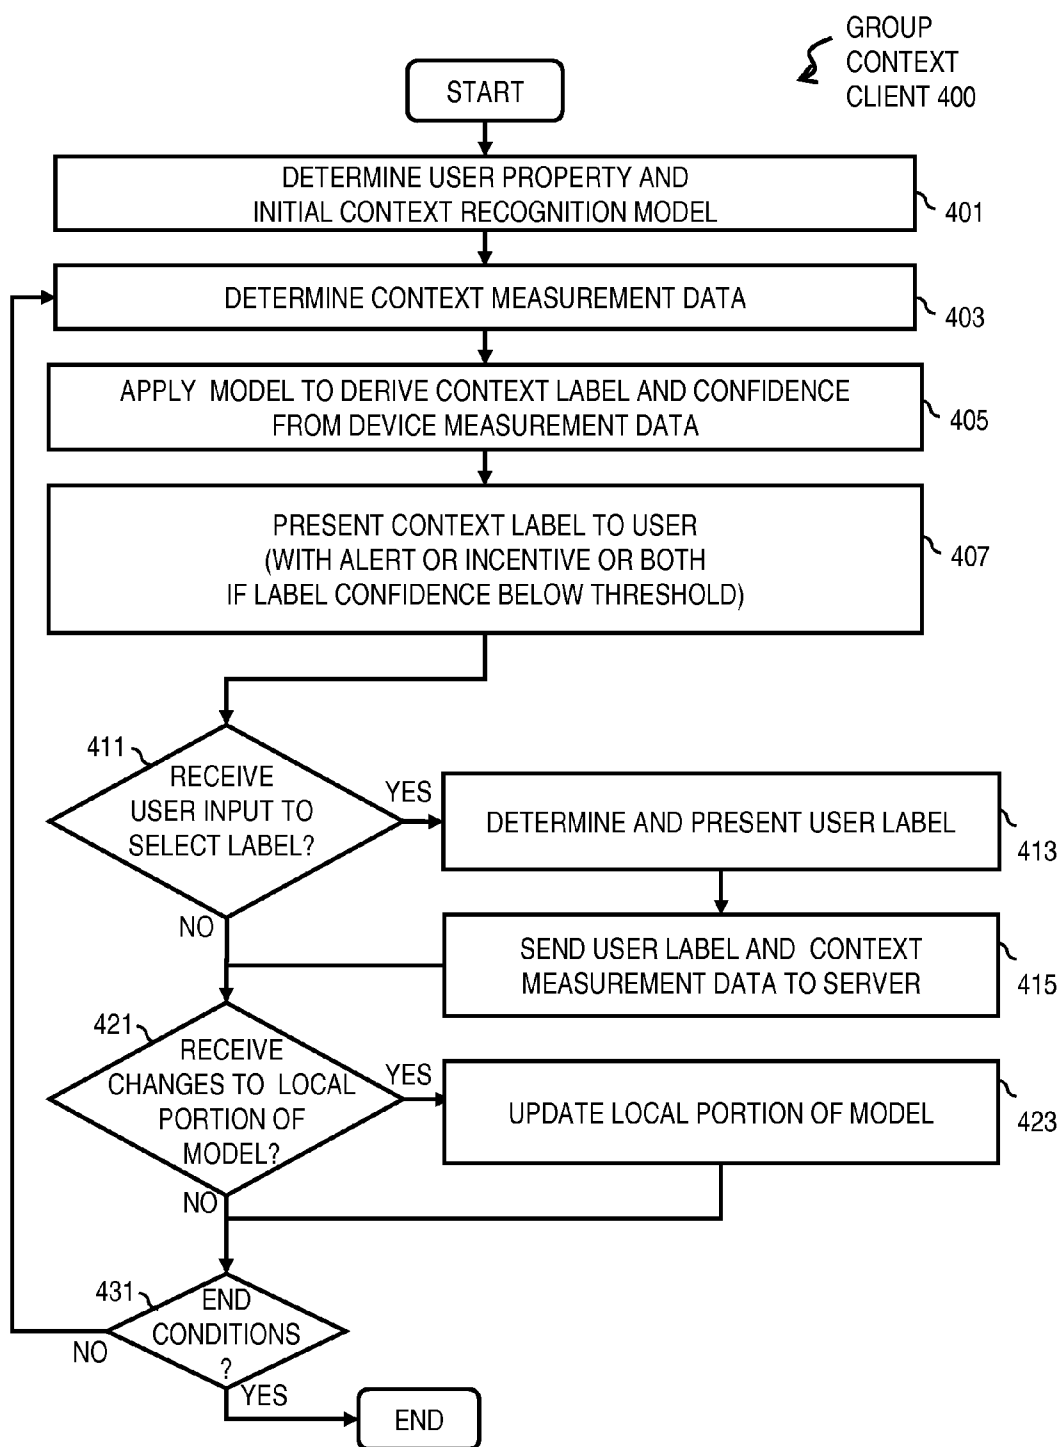 GROUP
CONTEXT
CLIENT 400
START
DETERMINE USER PROPERTY AND
INITIAL CONTEXT RECOGNITION MODEL
401
DETERMINE CONTEXT MEASUREMENT DATA
403
APPLY MODEL TO DERIVE CONTEXT LABEL AND CONFIDENCE
FROM DEVICE MEASUREMENT DATA
405
PRESENT CONTEXT LABEL TO USER
(WITH ALERT OR INCENTIVE OR BOTH
IF LABEL CONFIDENCE BELOW THRESHOLD)
407
411
RECEIVE
USER INPUT TO
SELECT LABEL?
YES
NO
DETERMINE AND PRESENT USER LABEL
413
SEND USER LABEL AND CONTEXT
MEASUREMENT DATA TO SERVER
415
421
RECEIVE
CHANGES TO LOCAL
PORTION OF
MODEL?
YES
NO
UPDATE LOCAL PORTION OF MODEL
423
431
END
CONDITIONS
?
NO
YES
END